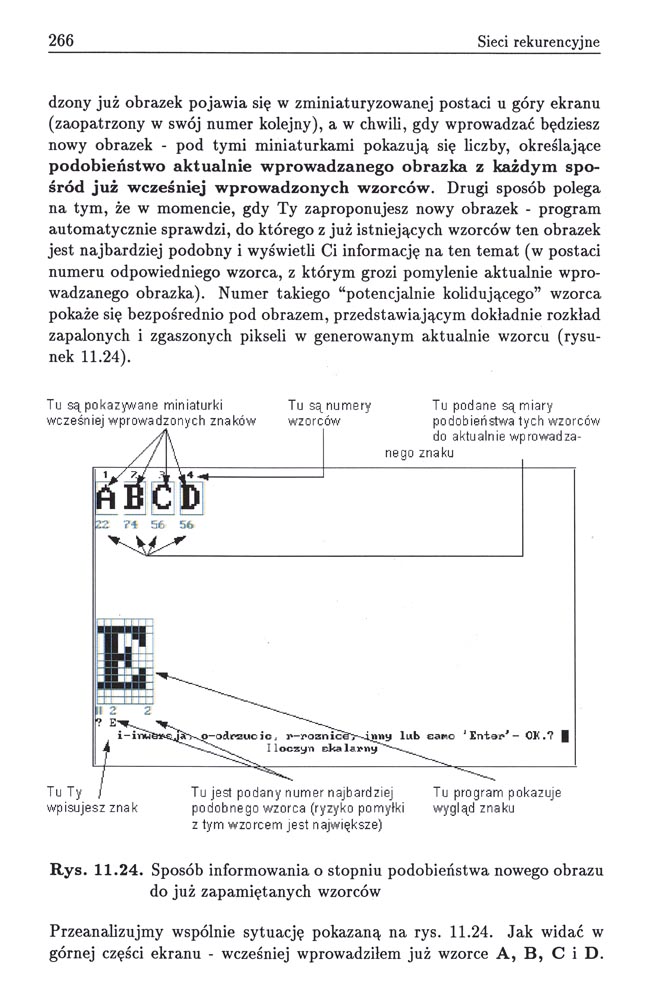 266 Sieci rekurencyjne
dzony już obrazek pojawia się w zminiaturyzowanej postaci u góry ekranu
(zaopatrzony w swój numer kolejny), a w chwili, gdy wprowadzać będziesz
nowy obrazek - pod tymi miniaturkami pokazują się liczby, określające
podobieństwo aktualnie wprowadzanego obrazka z każdym spo-
śród już wcześniej wprowadzonych wzorców. Drugi sposób polega
na tym, że w momencie, gdy Ty zaproponujesz nowy obrazek - program
automatycznie sprawdzi, do którego z już istniejących wzorców ten obrazek
jest najbardziej podobny i wyświetli Ci informację na ten temat (w postaci
numeru odpowiedniego wzorca, z którym grozi pomylenie aktualnie wpro-
wadzanego obrazka). Numer takiego “potencjalnie kolidującego” wzorca
pokaże się bezpośrednio pod obrazem, przedstawiającym dokładnie rozkład
zapalonych i zgaszonych pikseli w generowanym aktualnie wzorcu (rysu-
nek 11.24).
Tu są pokazywane miniaturki
wcześniej wprowadzonych znaków
Tu są numery
wzorców
Tu podane są miary
podobieństwa tych wzorców
do aktualnie wprowadza-
nego znaku
1 2 3 4
A B C D
22 74 56 56
E
2 2
? E
i-inwersja, o-odrzucic, r-roznice, inny lub samo 'Enter'- OK.?
Iloczyn skalarny
Tu Ty
wpisujesz znak
Tu jest podany numer najbardziej
podobnego wzorca (ryzyko pomyłki
z tym wzorcem jest największe)
Tu program pokazuje
wygląd znaku
Rys. 11.24. Sposób informowania o stopniu podobieństwa nowego obrazu
do już zapamiętanych wzorców
Przeanalizujmy wspólnie sytuację pokazaną na rys. 11.24. Jak widać w
górnej części ekranu - wcześniej wprowadziłem już wzorce A, B, C i D.